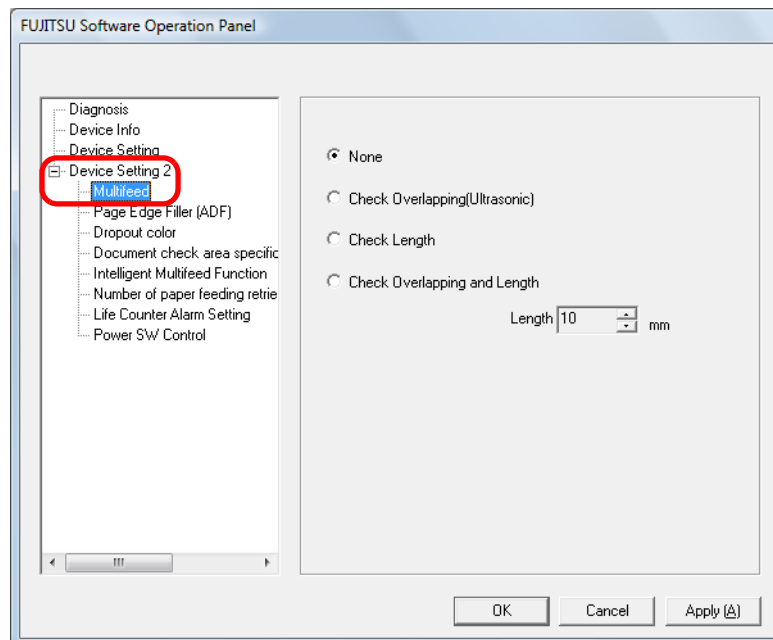 FUJITSU Software Operation Panel
Diagnosis
Device Info
Device Setting
Device Setting 2
Multifeed
Page Edge Filler (ADF)
Dropout color
Document check area specific
Intelligent Multifeed Function
Number of paper feeding retrie
Life Counter Alarm Setting
Power SW Control
None
Check Overlapping(Ultrasonic)
Check Length
Check Overlapping and Length
Length 10 mm
OK Cancel Apply (A)